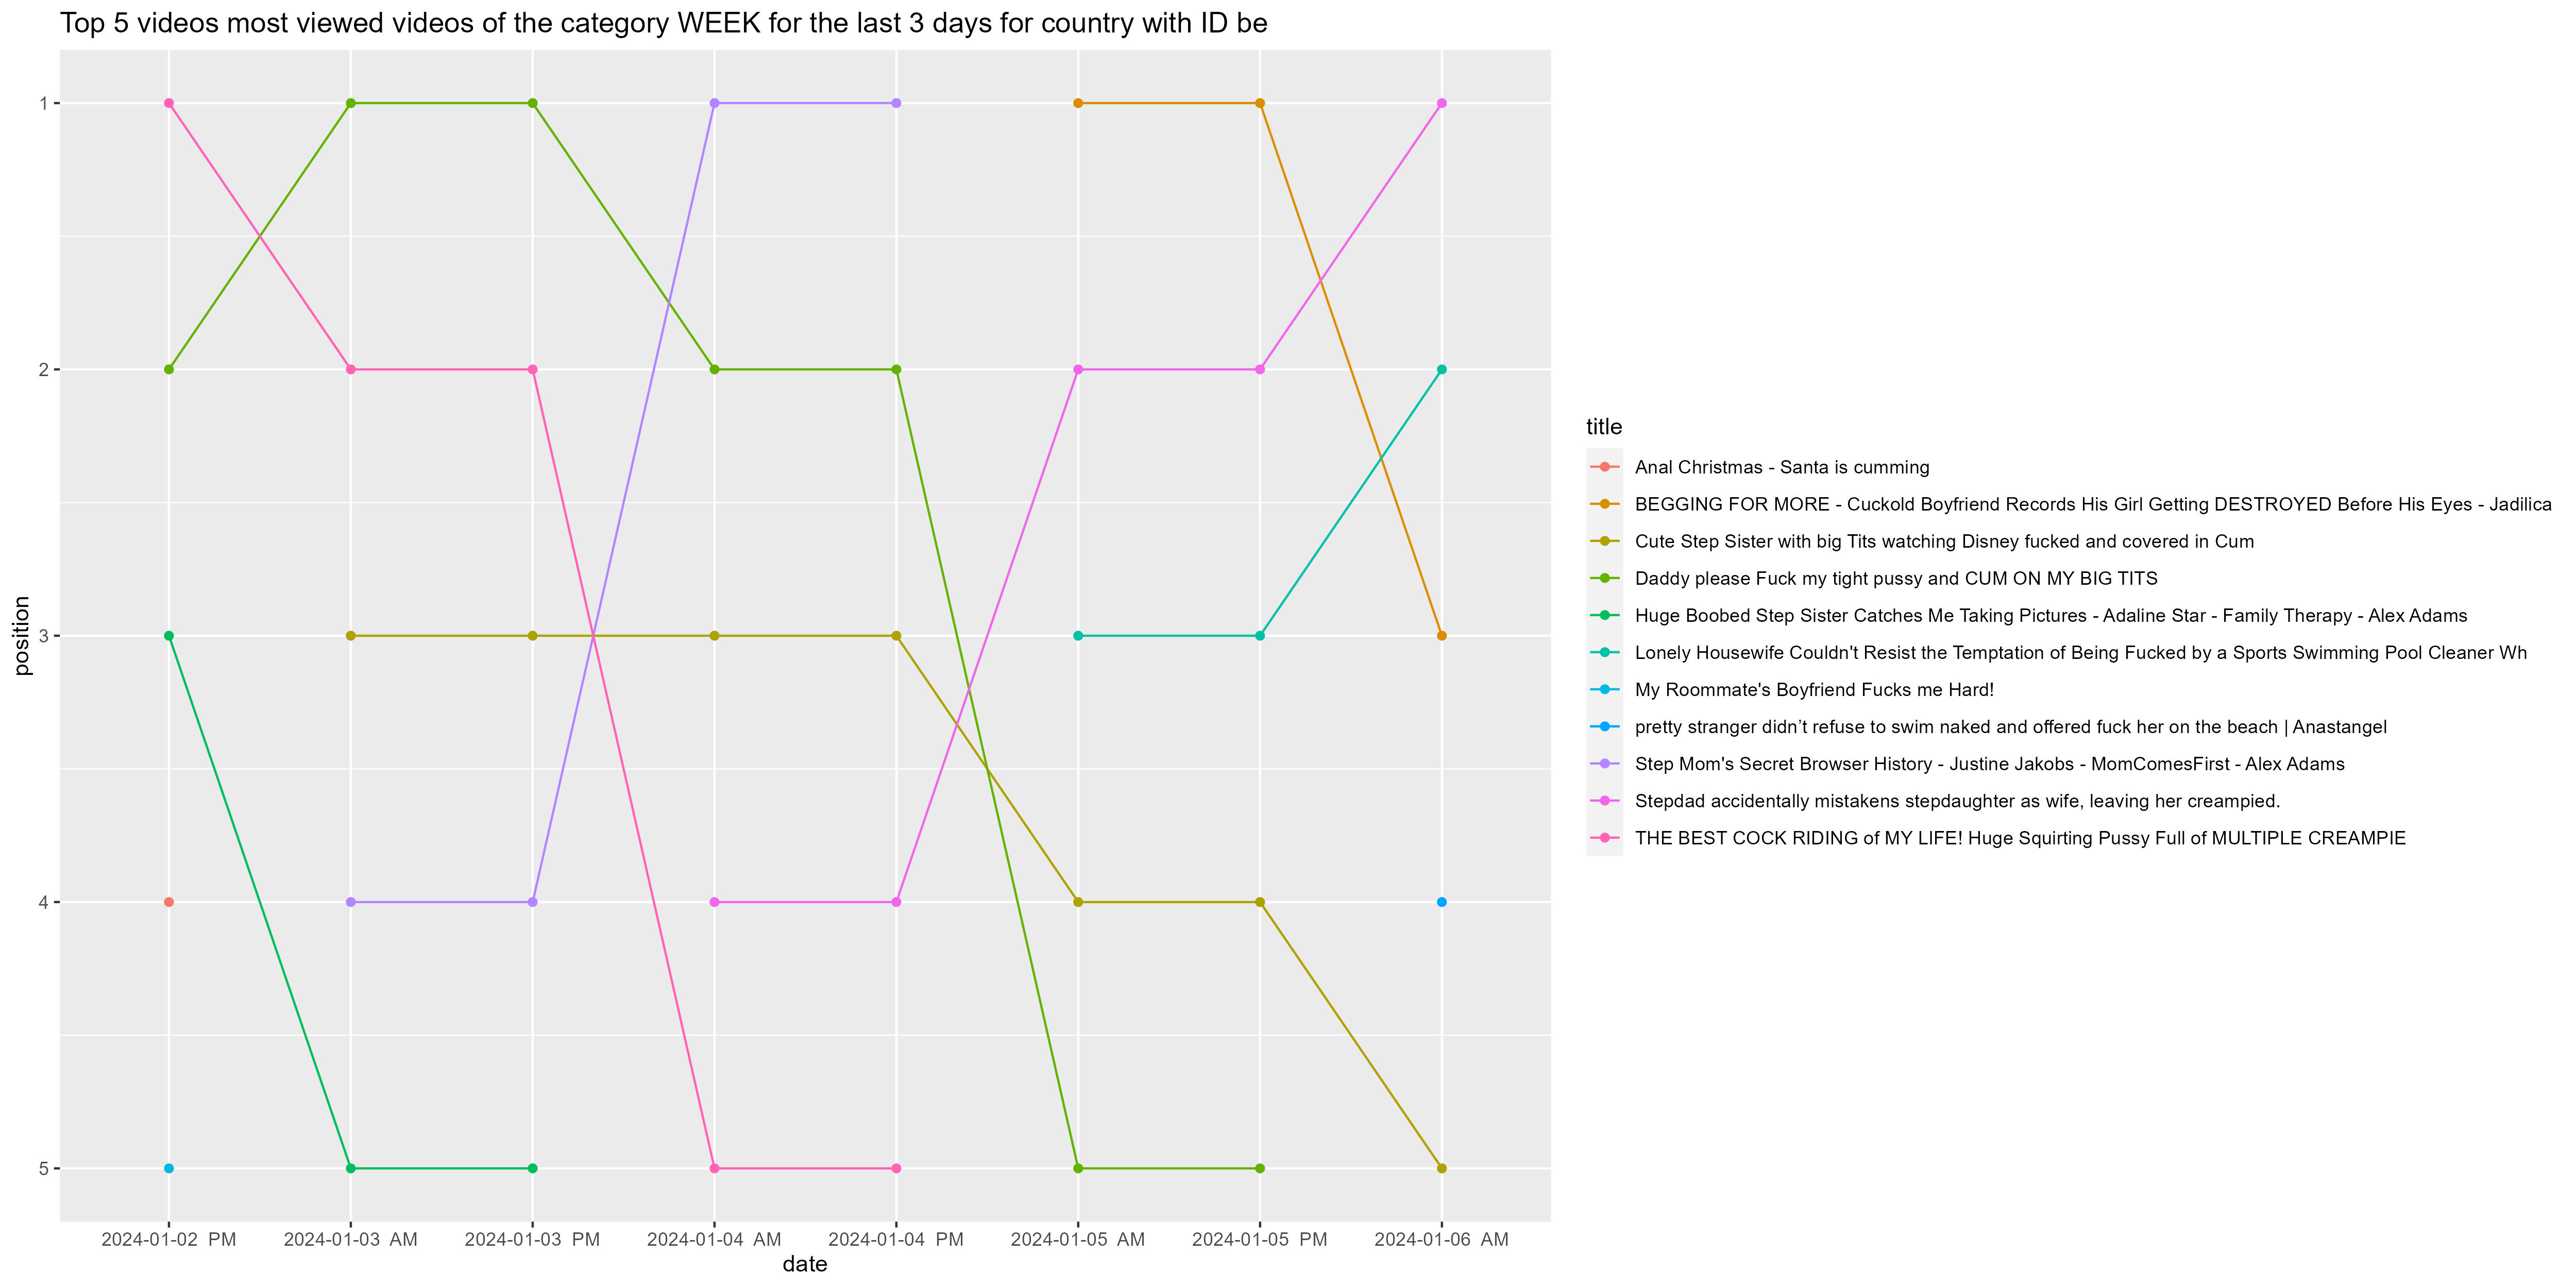 Top 5 videos most viewed videos of the category WEEK for the last 3 days for country with ID be
position
1
2
3
4
5
2024-01-02 PM
2024-01-03 AM
2024-01-03 PM
2024-01-04 AM
2024-01-04 PM
2024-01-05 AM
2024-01-05 PM
2024-01-06 AM
date
title
Anal Christmas - Santa is cumming
BEGGING FOR MORE - Cuckold Boyfriend Records His Girl Getting DESTROYED Before His Eyes - Jadilica
Cute Step Sister with big Tits watching Disney fucked and covered in Cum
Daddy please Fuck my tight pussy and CUM ON MY BIG TITS
Huge Boobed Step Sister Catches Me Taking Pictures - Adaline Star - Family Therapy - Alex Adams
Lonely Housewife Couldn't Resist the Temptation of Being Fucked by a Sports Swimming Pool Cleaner Wh
My Roommate's Boyfriend Fucks me Hard!
pretty stranger didn’t refuse to swim naked and offered fuck her on the beach | Anastangel
Step Mom's Secret Browser History - Justine Jakobs - MomComesFirst - Alex Adams
Stepdad accidentally mistakens stepdaughter as wife, leaving her creampied.
THE BEST COCK RIDING of MY LIFE! Huge Squirting Pussy Full of MULTIPLE CREAMPIE